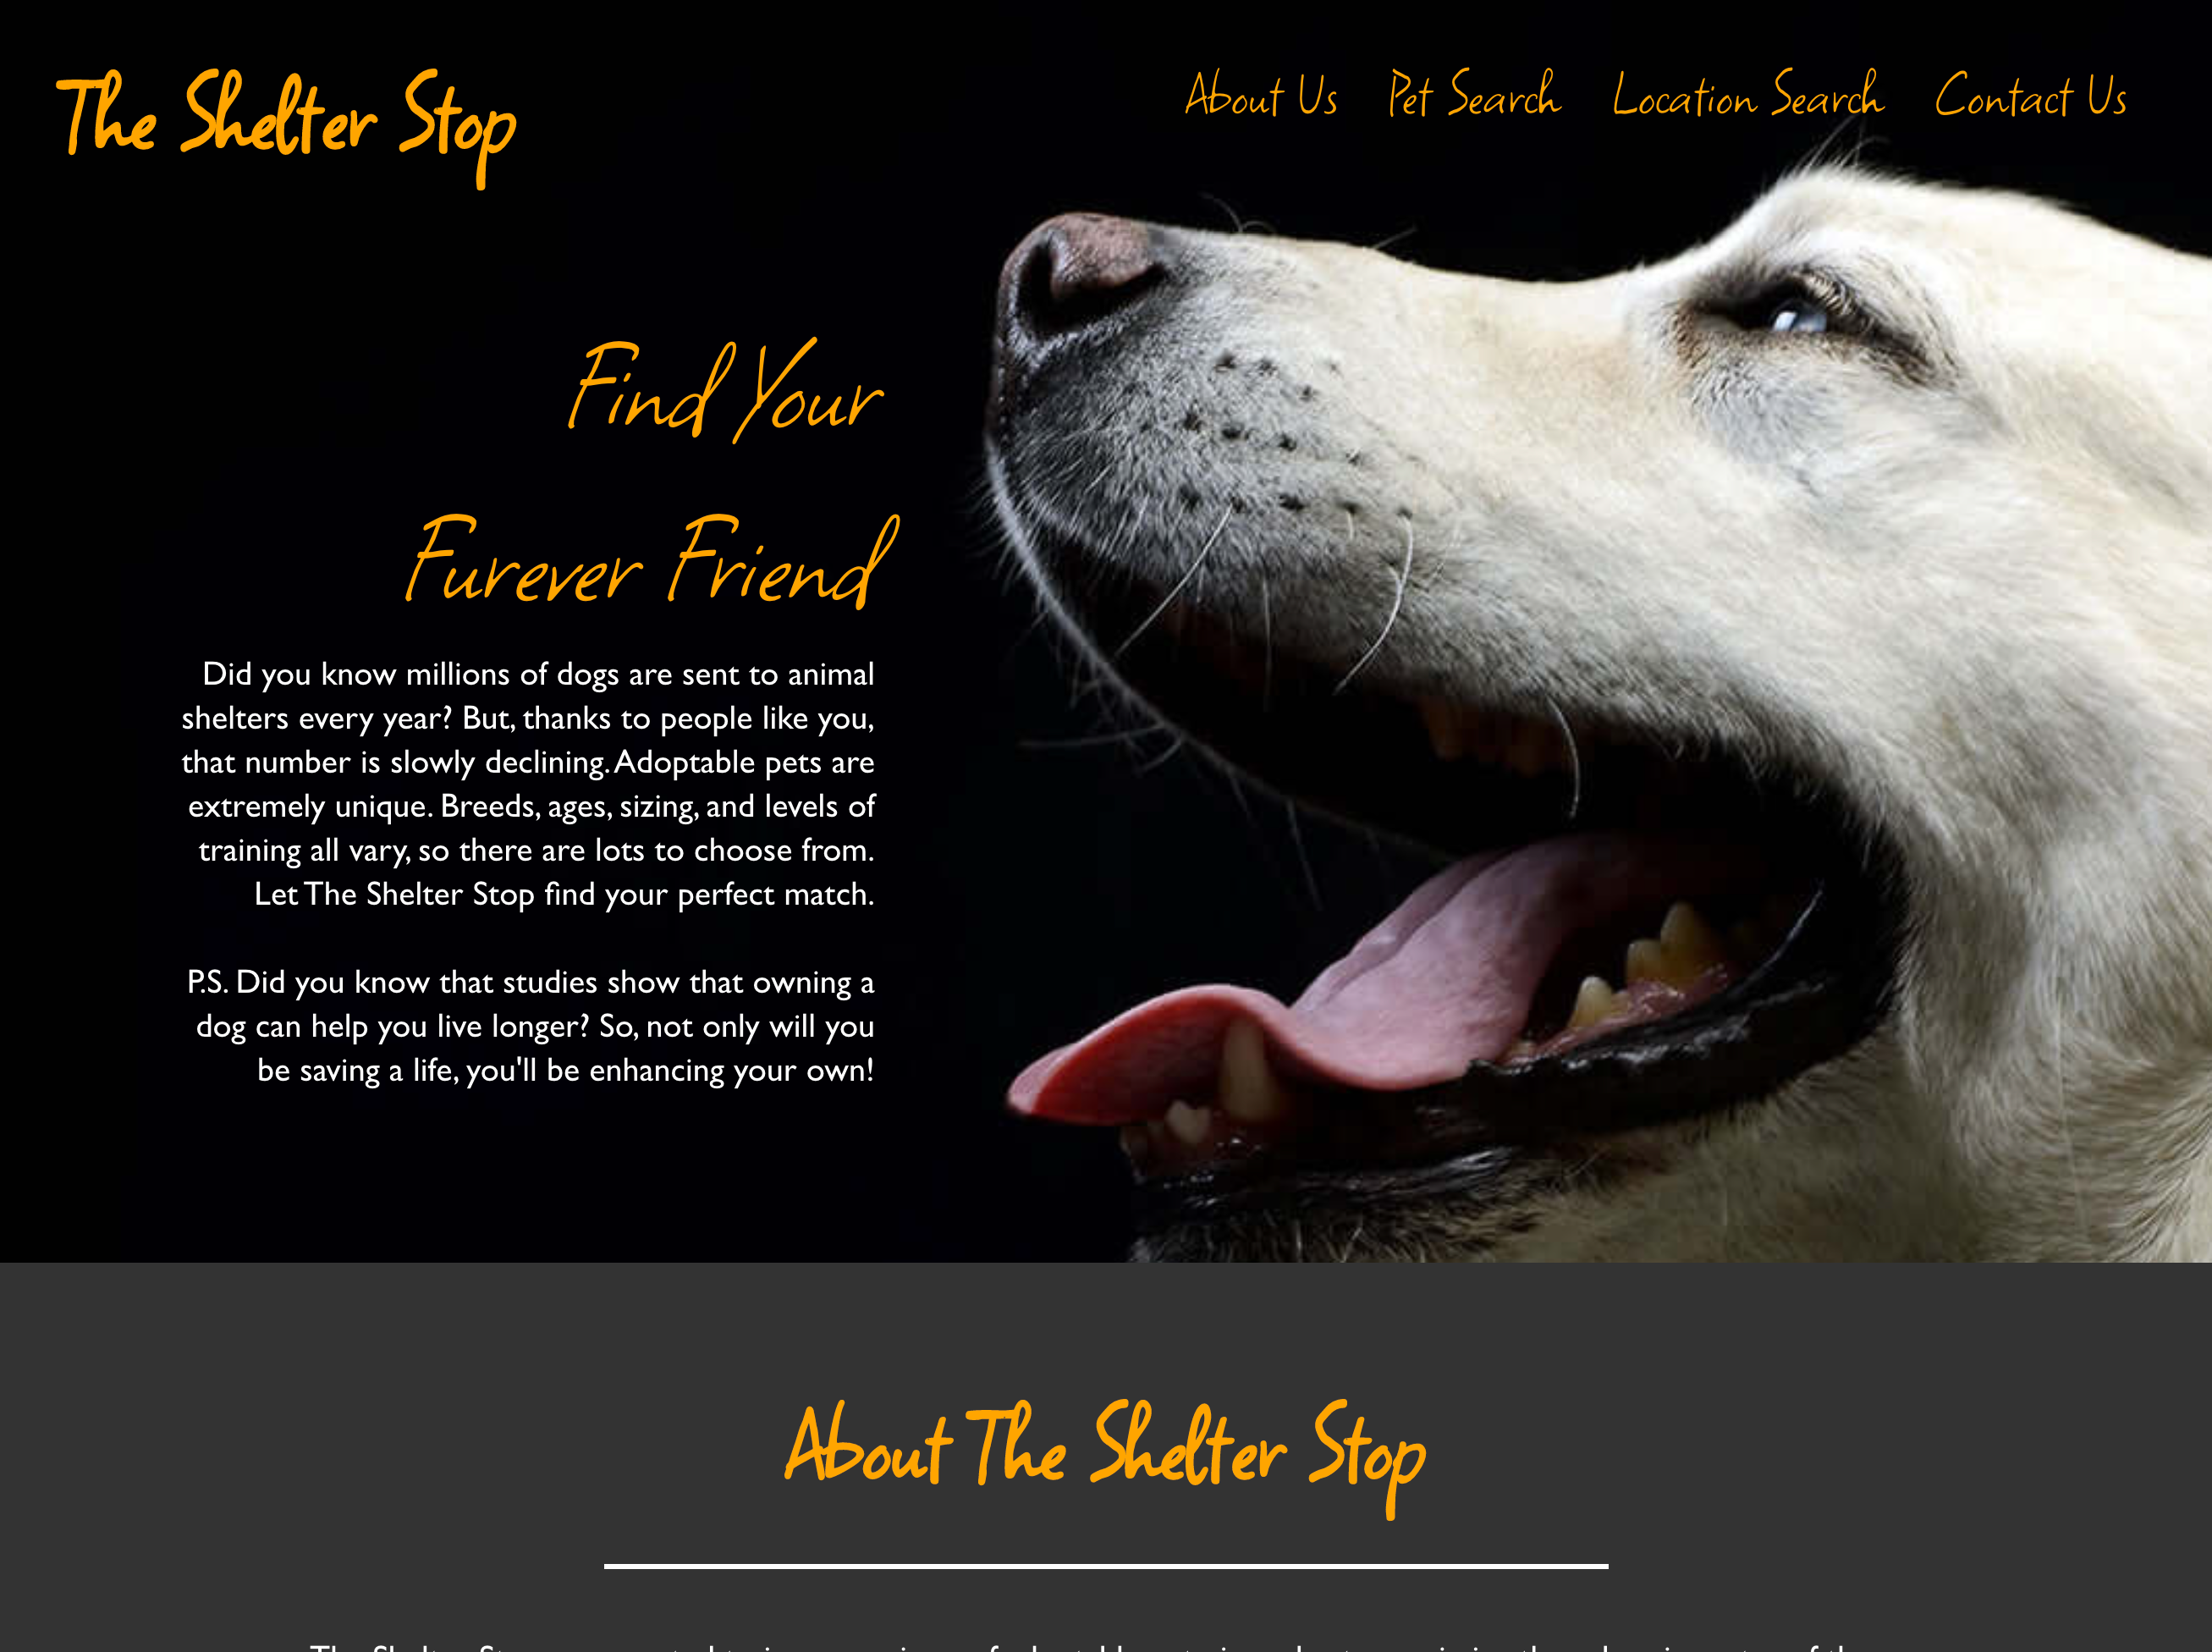 The Shelter Stop
About Us Pet Search Location Search Contact Us
Find Your
Furever Friend
Did you know millions of dogs are sent to animal
shelters every year? But, thanks to people like you,
that number is slowly declining. Adoptable pets are
extremely unique. Breeds, ages, sizing, and levels of
training all vary, so there are lots to choose from.
Let The Shelter Stop find your perfect match.
P.S. Did you know that studies show that owning a
dog can help you live longer? So, not only will you
be saving a life, you'll be enhancing your own!
About The Shelter Stop